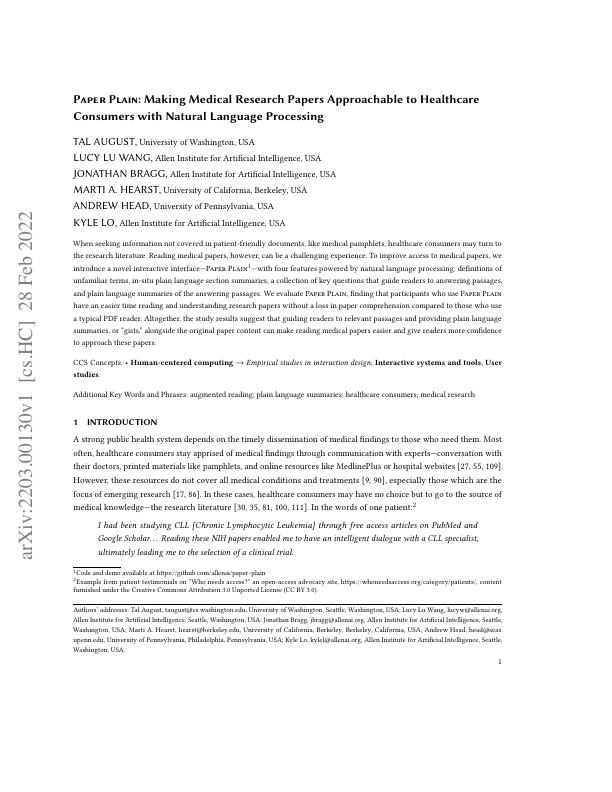 arXiv:2203.00130v1 [cs.HC] 28 Feb 2022
PAPER PLAIN: Making Medical Research Papers Approachable to Healthcare
Consumers with Natural Language Processing
TAL AUGUST, University of Washington, USA
LUCY LU WANG, Allen Institute for Artificial Intelligence, USA
JONATHAN BRAGG, Allen Institute for Artificial Intelligence, USA
MARTI A. HEARST, University of California, Berkeley, USA
ANDREW HEAD, University of Pennsylvania, USA
KYLE LO, Allen Institute for Artificial Intelligence, USA
When seeking information not covered in patient-friendly documents, like medical pamphlets, healthcare consumers may turn to
the research literature. Reading medical papers, however, can be a challenging experience. To improve access to medical papers, we
introduce a novel interactive interface—PAPER PLAIN¹—with four features powered by natural language processing: definitions of
unfamiliar terms, in-situ plain language section summaries, a collection of key questions that guide readers to answering passages,
and plain language summaries of the answering passages. We evaluate PAPER PLAIN, finding that participants who use PAPER PLAIN
have an easier time reading and understanding research papers without a loss in paper comprehension compared to those who use
a typical PDF reader. Altogether, the study results suggest that guiding readers to relevant passages and providing plain language
summaries, or "gists," alongside the original paper content can make reading medical papers easier and give readers more confidence
to approach these papers.
CCS Concepts: • Human-centered computing → Empirical studies in interaction design; Interactive systems and tools; User
studies.
Additional Key Words and Phrases: augmented reading; plain language summaries; healthcare consumers; medical research
1 INTRODUCTION
A strong public health system depends on the timely dissemination of medical findings to those who need them. Most
often, healthcare consumers stay apprised of medical findings through communication with experts—conversation with
their doctors, printed materials like pamphlets, and online resources like MedlinePlus or hospital websites [27, 55, 109].
However, these resources do not cover all medical conditions and treatments [9, 90], especially those which are the
focus of emerging research [17, 86]. In these cases, healthcare consumers may have no choice but to go to the source of
medical knowledge—the research literature [30, 35, 81, 100, 111]. In the words of one patient:²
I had been studying CLL [Chronic Lymphocytic Leukemia] through free access articles on PubMed and
Google Scholar... Reading these NIH papers enabled me to have an intelligent dialogue with a CLL specialist,
ultimately leading me to the selection of a clinical trial.
¹Code and demo available at https://github.com/allenai/paper-plain
²Example from patient testimonials on "Who needs access?" an open-access advocacy site, https://whoneedsaccess.org/category/patients/, content
furnished under the Creative Commons Attribution 3.0 Unported License (CC BY 3.0).
Authors' addresses: Tal August, taugust@cs.washington.edu, University of Washington, Seattle, Washington, USA; Lucy Lu Wang, lucyw@allenai.org,
Allen Institute for Artificial Intelligence, Seattle, Washington, USA; Jonathan Bragg, jbragg@allenai.org, Allen Institute for Artificial Intelligence, Seattle,
Washington, USA; Marti A. Hearst, hearst@berkeley.edu, University of California, Berkeley, Berkeley, California, USA; Andrew Head, head@seas.
upenn.edu, University of Pennsylvania, Philadelphia, Pennsylvania, USA; Kyle Lo, kylel@allenai.org, Allen Institute for Artificial Intelligence, Seattle,
Washington, USA.
1